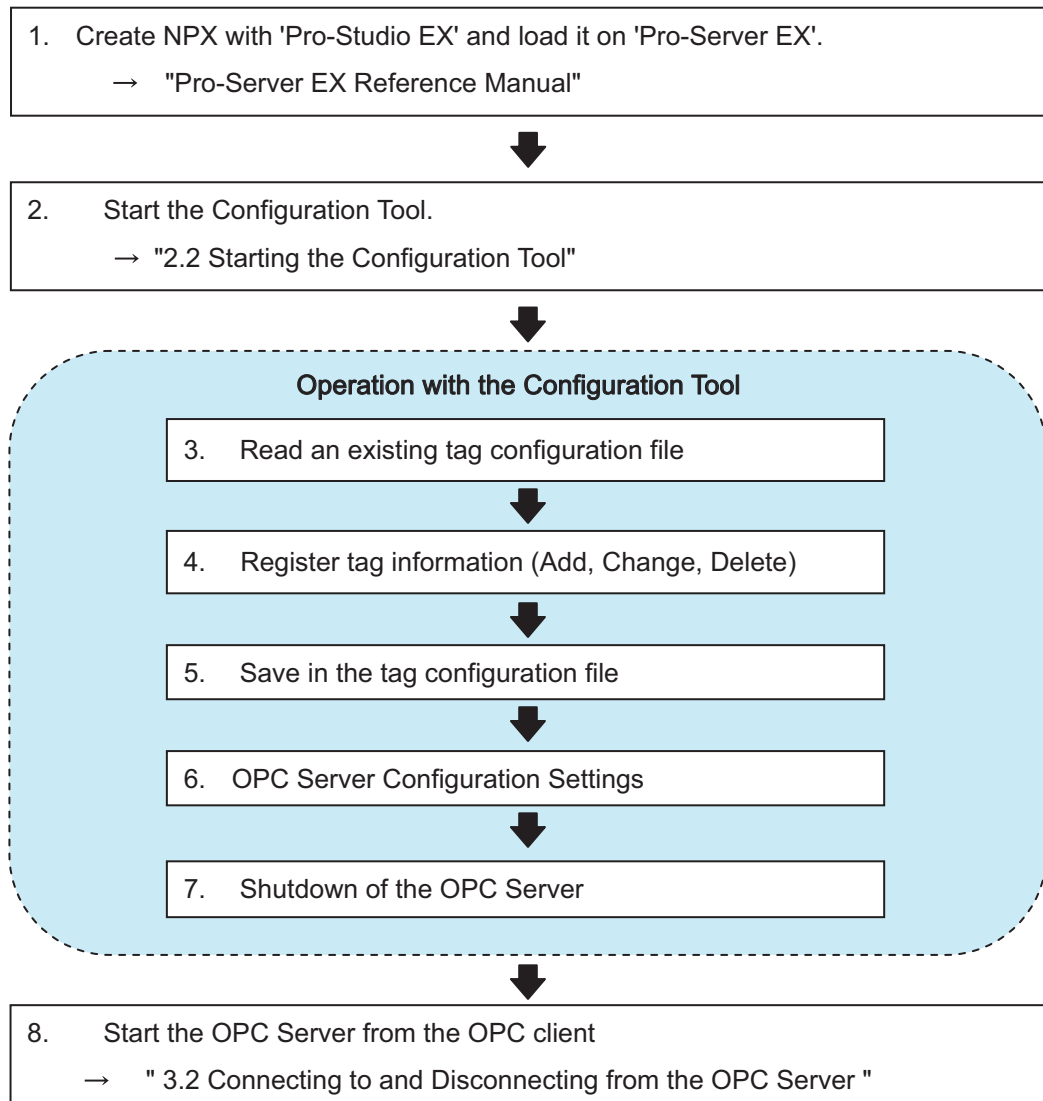 1. Create NPX with 'Pro-Studio EX' and load it on 'Pro-Server EX'.
→ "Pro-Server EX Reference Manual"
2. Start the Configuration Tool.
→ "2.2 Starting the Configuration Tool"
Operation with the Configuration Tool
3. Read an existing tag configuration file
4. Register tag information (Add, Change, Delete)
5. Save in the tag configuration file
6. OPC Server Configuration Settings
7. Shutdown of the OPC Server
8. Start the OPC Server from the OPC client
→ " 3.2 Connecting to and Disconnecting from the OPC Server "